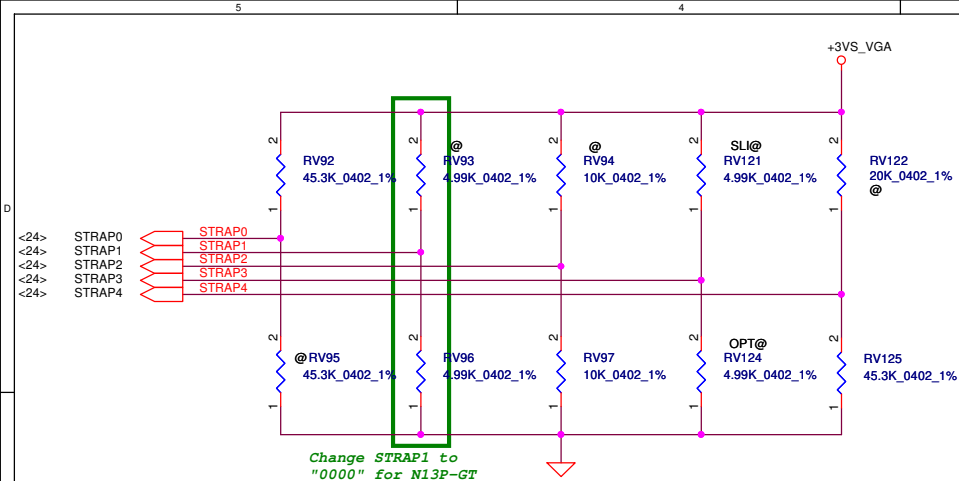 5 4
+3VS_VGA
@ @ SLI@
2 2 2 2 2
RV92 RV93 RV94 RV121 RV122
45.3K_0402_1% 4.99K_0402_1% 10K_0402_1% 4.99K_0402_1% 20K_0402_1%
@
1 1 1 1 1
D
<24> STRAP0 STRAP0
<24> STRAP1 STRAP1
<24> STRAP2 STRAP2
<24> STRAP3 STRAP3
<24> STRAP4 STRAP4
2 2 2 2 2
OPT@
@ RV95 RV96 RV97 RV124 RV125
45.3K_0402_1% 4.99K_0402_1% 10K_0402_1% 4.99K_0402_1% 45.3K_0402_1%
1 1 1 1 1
Change STRAP1 to
"0000" for N13P-GT